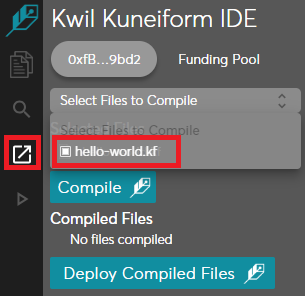 Kwil Kuneiform IDE
0xfB...9bd2 Funding Pool
Select Files to Compile
Select Files to Compile
hello-world.kf
Compile
Compiled Files
No files compiled
Deploy Compiled Files